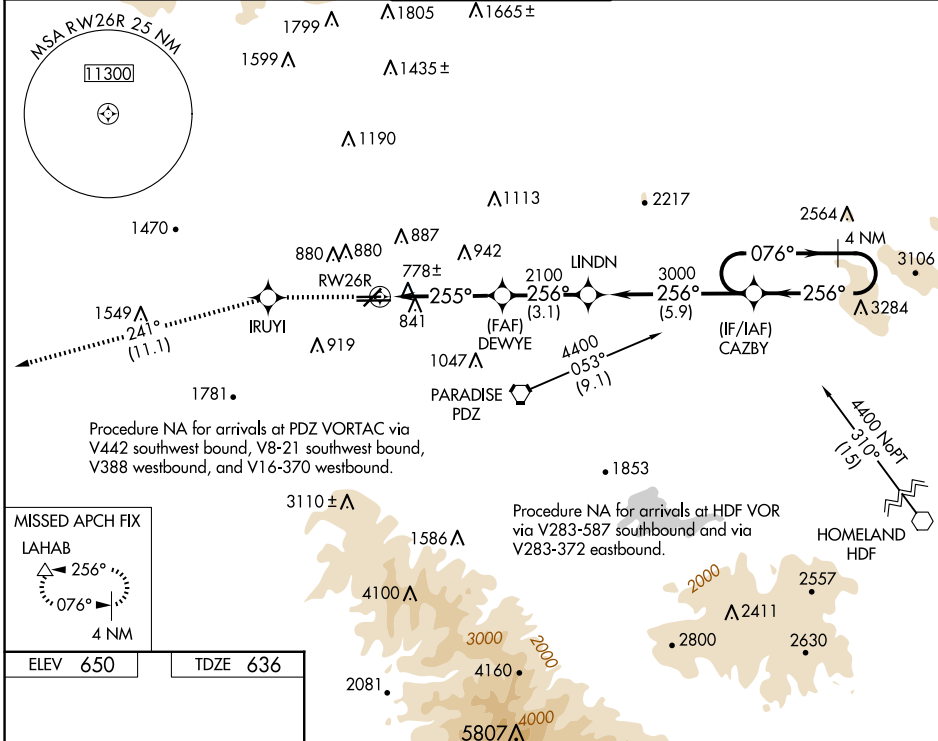 MSA RW26R 25 NM
11300
1799
1805
1665±
1599
1435±
1190
1113
2217
2564
4 NM
1470
880
880
887
942
LINDN
076°
3106
RW26R
778±
2100
3000
255°
256°
256°
256°
(3.1)
(5.9)
3284
1549
841
IRUYI
241°
(11.1)
(FAF)
DEWYE
(IF/IAF)
CAZBY
919
1047
4400
053°
(9.1)
PARADISE
PDZ
1781
4400 NoPT
310°
(15)
Procedure NA for arrivals at PDZ VORTAC via
V442 southwest bound, V8-21 southwest bound,
V388 westbound, and V16-370 westbound.
1853
3110±
Procedure NA for arrivals at HDF VOR
via V283-587 southbound and via
V283-372 eastbound.
HOMELAND
HDF
MISSED APCH FIX
LAHAB
256°
076°
4 NM
1586
4100
2000
2557
2411
3000
2000
2800
2630
ELEV 650
TDZE 636
4160
2081
4000
5807